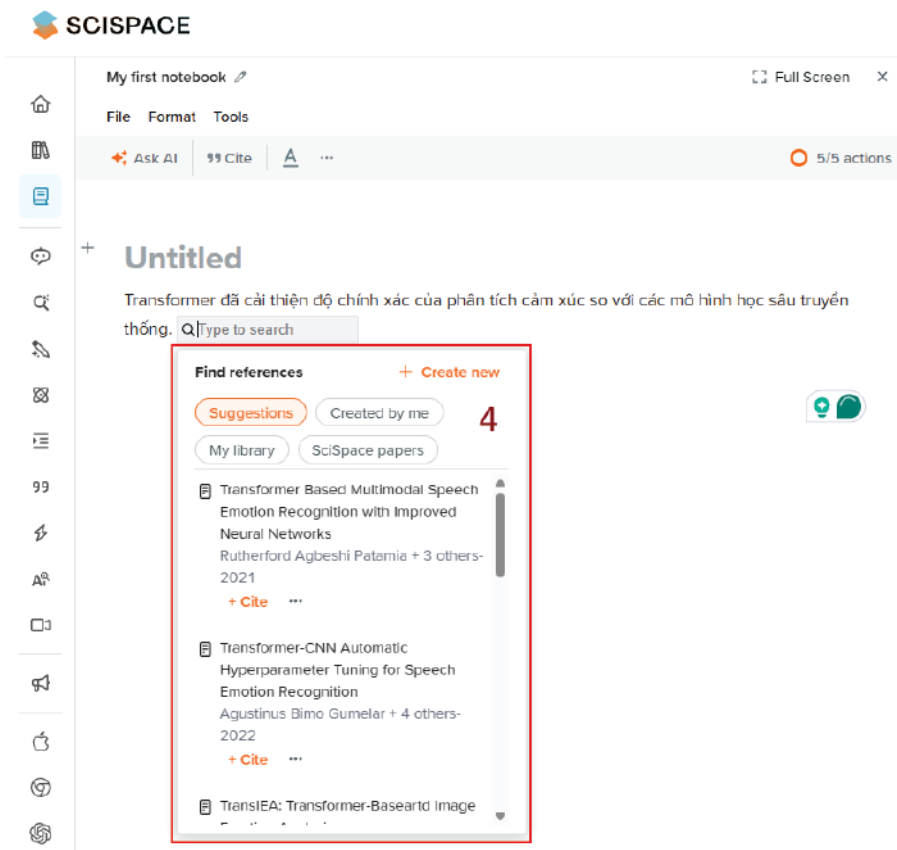 SCISPACE
My first notebook
Full Screen
File Format Tools
Ask AI
Cite
A
5/5 actions
Untitled
Transformer đã cải thiện độ chính xác của phân tích cảm xúc so với các mô hình học sâu truyền
thống. Type to search
Find references
+ Create new
Suggestions
Created by me
4
My library
SciSpace papers
Transformer Based Multimodal Speech
Emotion Recognition with Improved
Neural Networks
Rutherford Agbeshi Patamia + 3 others-
2021
+ Cite
Transformer-CNN Automatic
Hyperparameter Tuning for Speech
Emotion Recognition
Agustinus Bimo Gumelar + 4 others-
2022
+ Cite
TransIEA: Transformer-Baseartd Image